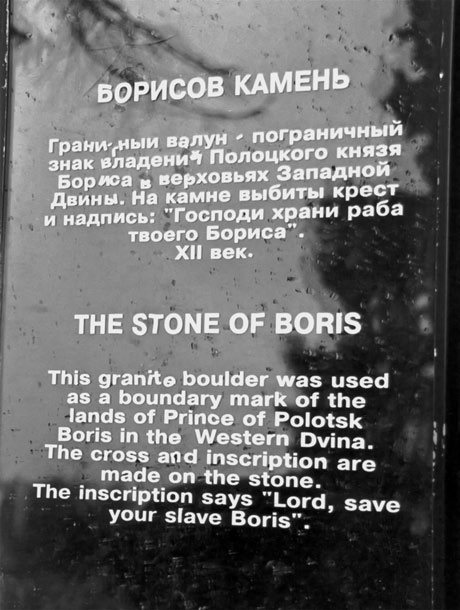 БОРИСОВ КАМЕНЬ
Гранитный валун - пограничный
знак владений Полоцкого князя
Бориса в верховьях Западной
Двины. На камне выбиты крест
и надпись: "Господи храни раба
твоего Бориса".
XII век.
THE STONE OF BORIS
This granite boulder was used
as a boundary mark of the
lands of Prince of Polotsk
Boris in the Western Dvina.
The cross and inscription are
made on the stone.
The inscription says "Lord, save
your slave Boris".